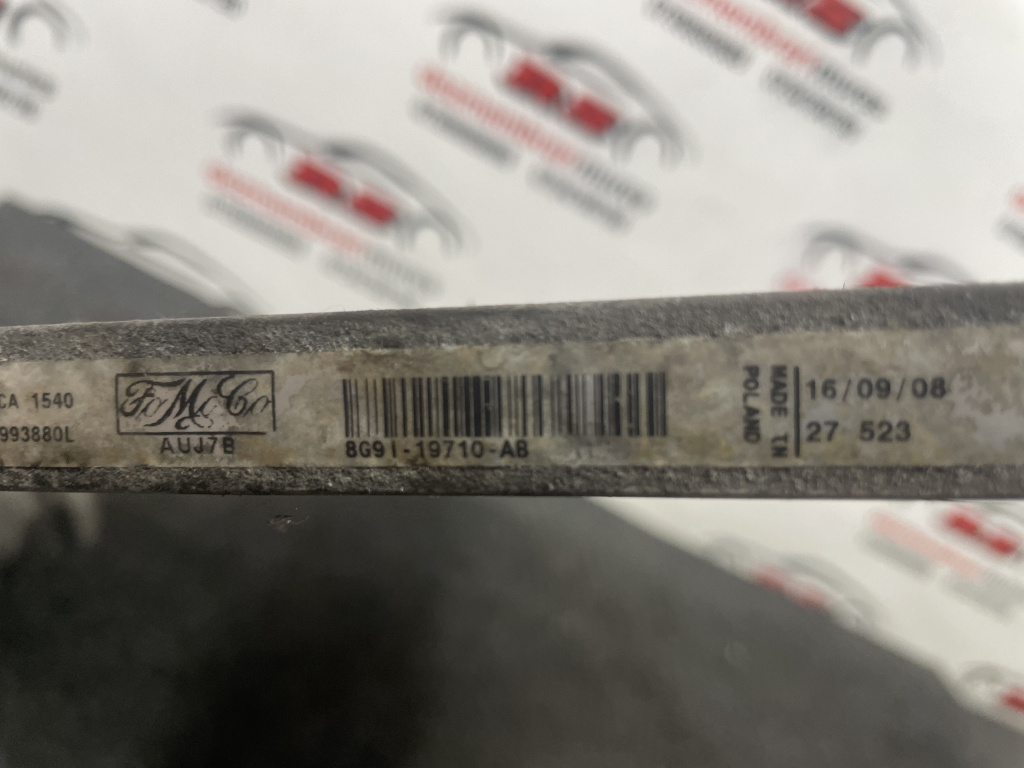 CA 1540
993880L
FoMoCo
AUJ7B
8G91-19710-AB
MADE IN
POLAND
16/09/08
27 523